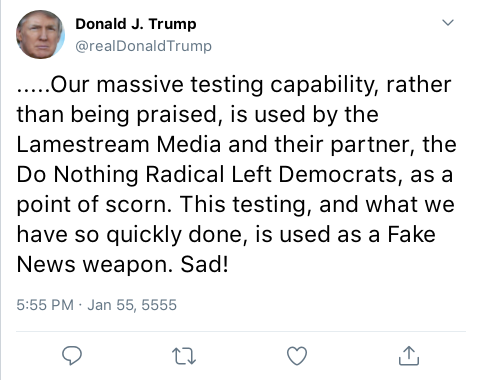 Donald J. Trump
@realDonaldTrump
.....Our massive testing capability, rather
than being praised, is used by the
Lamestream Media and their partner, the
Do Nothing Radical Left Democrats, as a
point of scorn. This testing, and what we
have so quickly done, is used as a Fake
News weapon. Sad!
5:55 PM · Jan 55, 5555